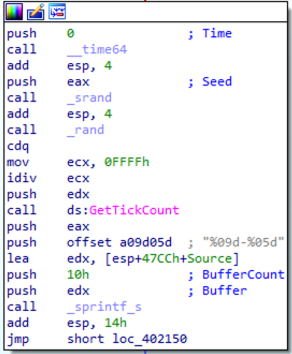 push 0 ; Time
call __time64
add esp, 4
push eax ; Seed
call _srand
add esp, 4
call _rand
cdq
mov ecx, 0FFFFh
idiv ecx
push edx
call ds:GetTickCount
push eax
push offset a09d05d ; "%09d-%05d"
lea edx, [esp+47CCh+Source]
push 10h ; BufferCount
push edx ; Buffer
call _sprintf_s
add esp, 14h
jmp short loc_402150